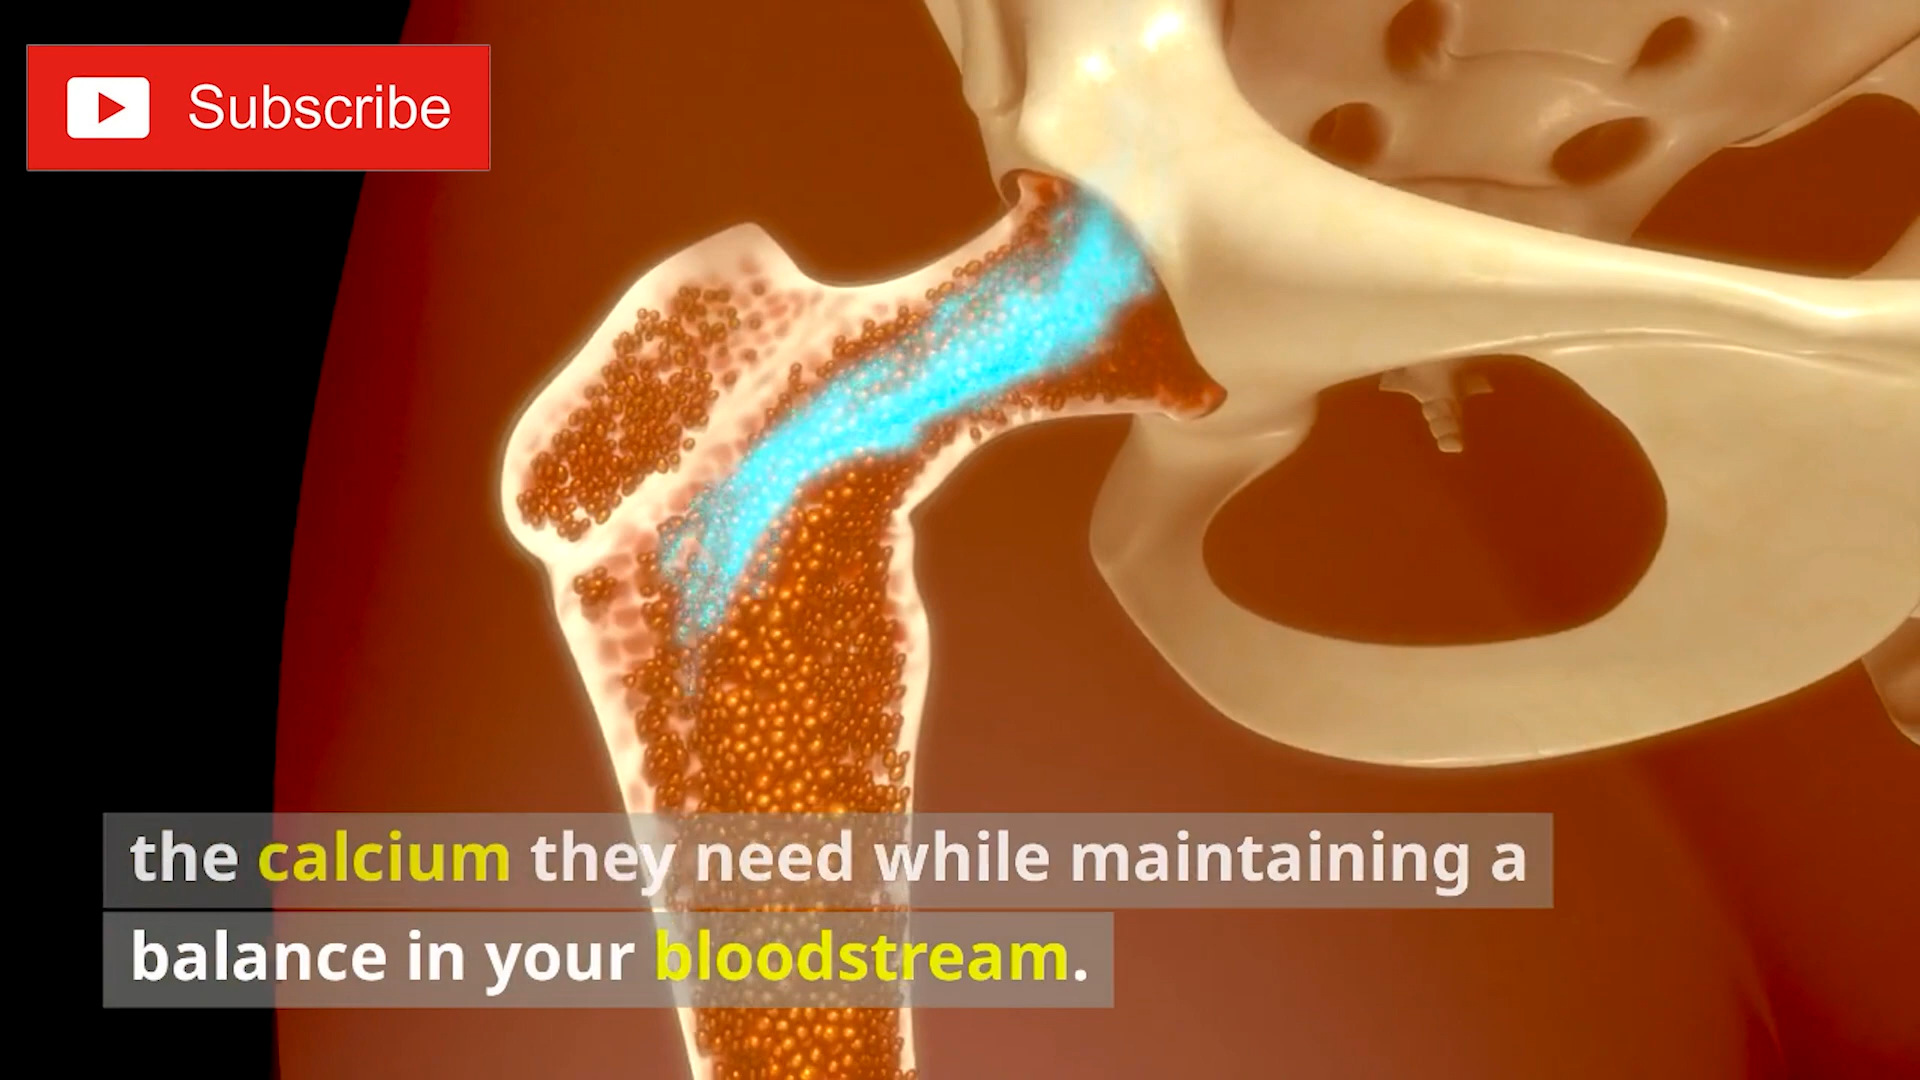 Subscribe
the calcium they need while maintaining a
balance in your bloodstream.